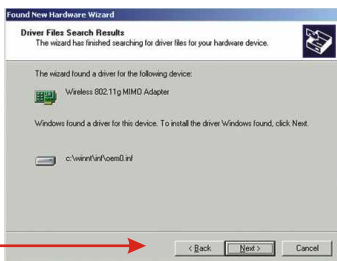 Found New Hardware Wizard
Driver Files Search Results
The wizard has finished searching for driver files for your hardware device.
The wizard found a driver for the following device:
Wireless 802.11g MIMO Adapter
Windows found a driver for this device. To install the driver Windows found, click Next.
c:\winnt\inf\oem0.inf
< Back Next > Cancel